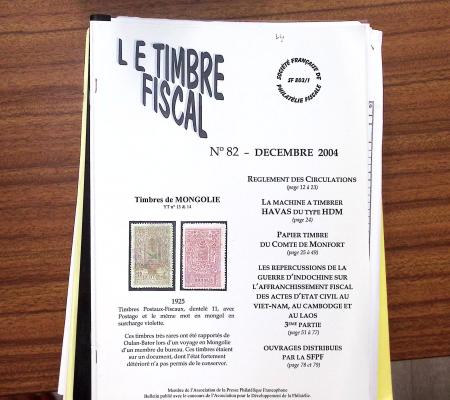 LE TIMBRE
FISCAL
SOCIÉTÉ FRANÇAISE DE PHILATÉLIE FISCALE
SF 803/1
N° 82 – DECEMBRE 2004
Timbres de MONGOLIE
YT n° 13 & 14
1925
Timbres Postaux-Fiscaux, dentelé 11, avec
Postage et le même mot en mongol en
surcharge violette.
Ces timbres très rares ont été rapportés de
Oulan-Bator lors d'un voyage en Mongolie
d'un membre du bureau. Ces timbres étaient
sur un document, dont l'état fortement
détérioré n'a pas permis de le conserver.
REGLEMENT DES CIRCULATIONS
(page 12 à 23)
LA MACHINE A TIMBRER
HAVAS DU TYPE HDM
(page 24)
PAPIER TIMBRE
DU COMTE DE MONFORT
(page 25 à 49)
LES REPERCUSSIONS DE LA
GUERRE D'INDOCHINE SUR
L'AFFRANCHISSEMENT FISCAL
DES ACTES D'ETAT CIVIL AU
VIET-NAM, AU CAMBODGE ET
AU LAOS
3ÈME PARTIE
(page 51 à 77)
OUVRAGES DISTRIBUES
PAR LA SFPF
(page 78 et 79)
Membre de l'Association de la Presse Philatélique Francophone
Bulletin publié avec le concours de l'Association pour le Développement de la Philatélie.